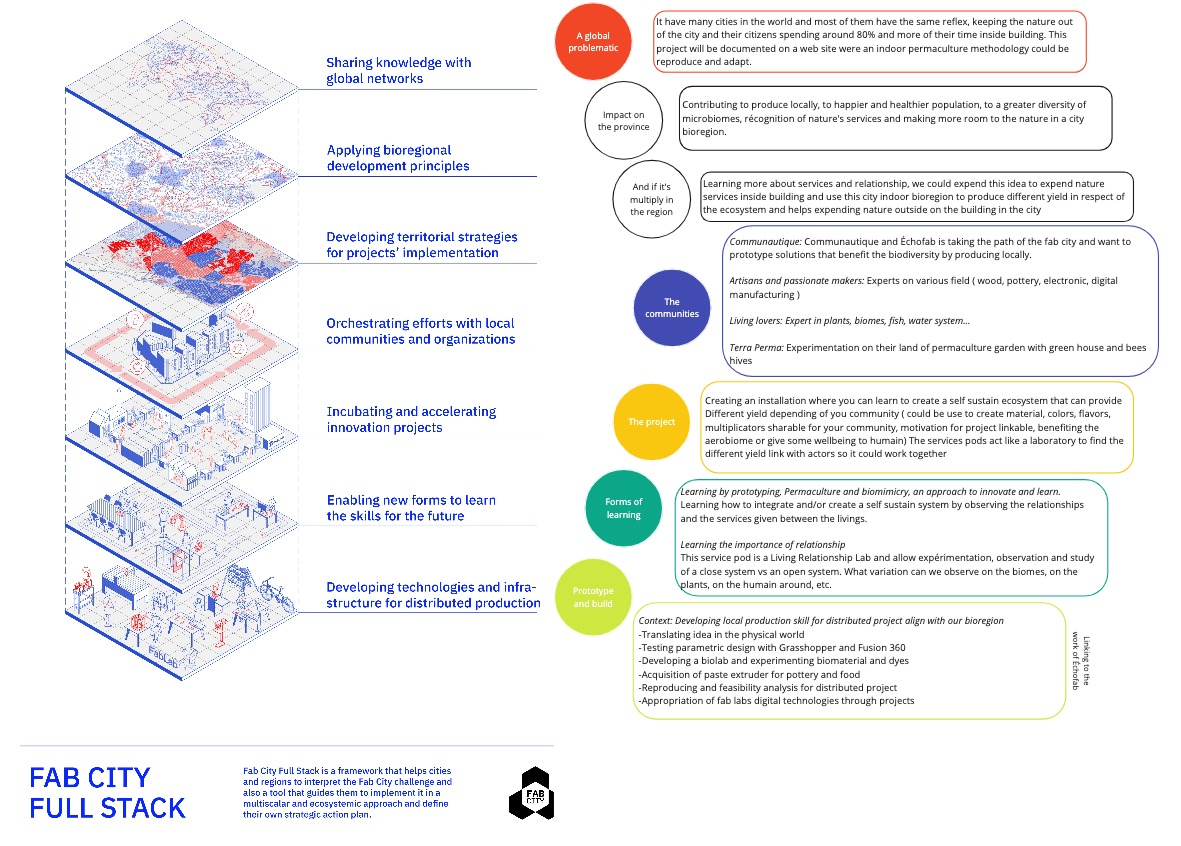 Sharing knowledge with
global networks
Applying bioregional
development principles
Developing territorial strategies
for projects' implementation
Orchestrating efforts with local
communities and organizations
Incubating and accelerating
innovation projects
Enabling new forms to learn
the skills for the future
Developing technologies and infra-
structure for distributed production
FabLab
FAB CITY
FULL STACK
Fab City Full Stack is a framework that helps cities
and regions to interpret the Fab City challenge and
also a tool that guides them to implement it in a
multiscalar and ecosystemic approach and define
their own strategic action plan.
FAB
CITY
A global
problematic
It have many cities in the world and most of them have the same reflex, keeping the nature out
of the city and their citizens spending around 80% and more of their time inside building. This
project will be documented on a web site were an indoor permaculture methodology could be
reproduce and adapt.
Impact on
the province
Contributing to produce locally, to happier and healthier population, to a greater diversity of
microbiomes, récognition of nature's services and making more room to the nature in a city
bioregion.
And if it's
multiply in
the region
Learning more about services and relationship, we could expend this idea to expend nature
services inside building and use this city indoor bioregion to produce different yield in respect of
the ecosystem and helps expending nature outside on the building in the city
The
communities
Communautique: Communautique and Échofab is taking the path of the fab city and want to
prototype solutions that benefit the biodiversity by producing locally.
Artisans and passionate makers: Experts on various field ( wood, pottery, electronic, digital
manufacturing )
Living lovers: Expert in plants, biomes, fish, water system...
Terra Perma: Experimentation on their land of permaculture garden with green house and bees
hives
The project
Creating an installation where you can learn to create a self sustain ecosystem that can provide
Different yield depending of you community ( could be use to create material, colors, flavors,
multiplicators sharable for your community, motivation for project linkable, benefiting the
aerobiome or give some wellbeing to humain) The services pods act like a laboratory to find the
different yield link with actors so it could work together
Forms of
learning
Learning by prototyping, Permaculture and biomimicry, an approach to innovate and learn.
Learning how to integrate and/or create a self sustain system by observing the relationships
and the services given between the livings.
Learning the importance of relationship
This service pod is a Living Relationship Lab and allow expérimentation, observation and study
of a close system vs an open system. What variation can we observe on the biomes, on the
plants, on the humain around, etc.
Prototype
and build
Context: Developing local production skill for distributed project align with our bioregion
-Translating idea in the physical world
-Testing parametric design with Grasshopper and Fusion 360
-Developing a biolab and experimenting biomaterial and dyes
-Acquisition of paste extruder for pottery and food
-Reproducing and feasibility analysis for distributed project
-Appropriation of fab labs digital technologies through projects
Linking to the
work of Échofab